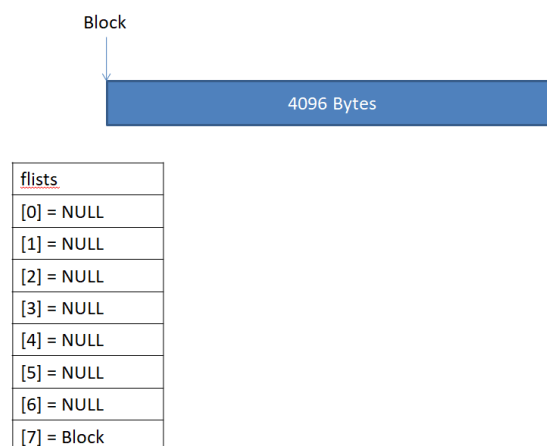 Block
4096 Bytes
flists
[0] = NULL
[1] = NULL
[2] = NULL
[3] = NULL
[4] = NULL
[5] = NULL
[6] = NULL
[7] = Block